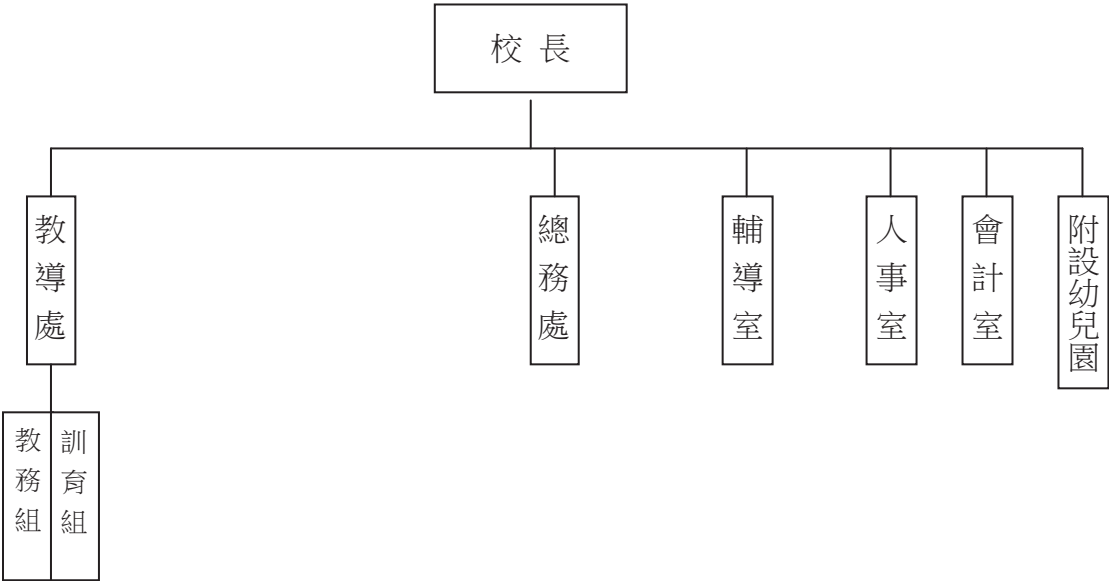 校長
教導處
總務處
輔導室
人事室
會計室
附設幼兒園
教務組
訓育組